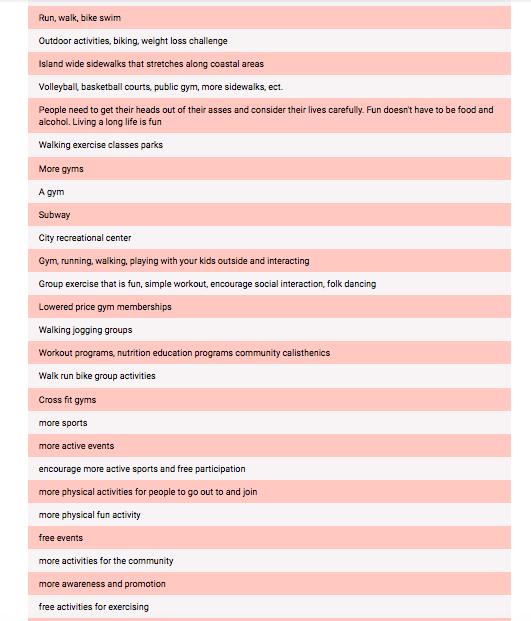 Run, walk, bike swim
Outdoor activities, biking, weight loss challenge
Island wide sidewalks that stretches along coastal areas
Volleyball, basketball courts, public gym, more sidewalks, ect.
People need to get their heads out of their asses and consider their lives carefully. Fun doesn't have to be food and
alcohol. Living a long life is fun
Walking exercise classes parks
More gyms
A gym
Subway
City recreational center
Gym, running, walking, playing with your kids outside and interacting
Group exercise that is fun, simple workout, encourage social interaction, folk dancing
Lowered price gym memberships
Walking jogging groups
Workout programs, nutrition education programs community calisthenics
Walk run bike group activities
Cross fit gyms
more sports
more active events
encourage more active sports and free participation
more physical activities for people to go out to and join
more physical fun activity
free events
more activities for the community
more awareness and promotion
free activities for exercising